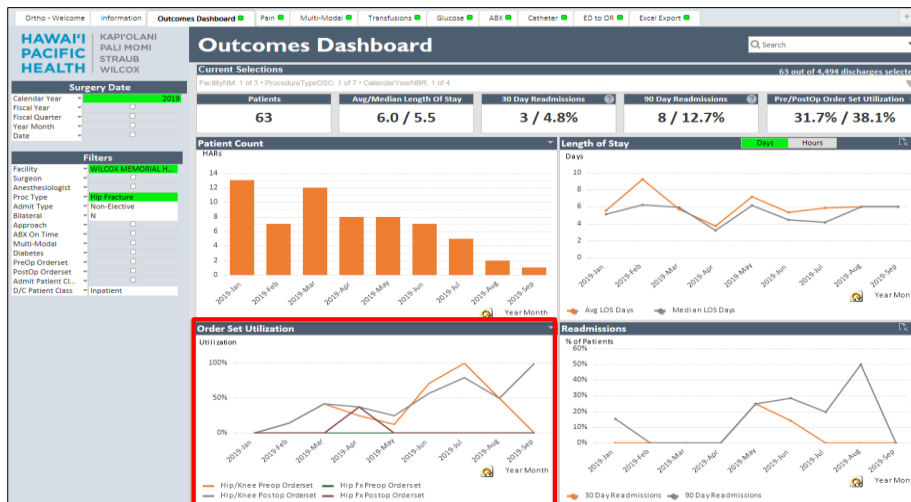 Ortho - Welcome Information Outcomes Dashboard Pain Multi-Modal Transfusions Glucose ABX Catheter ED to OR Excel Export
HAWAI'I PACIFIC HEALTH
KAPI'OLANI
PALI MOMI
STRAUB
WILCOX
Outcomes Dashboard
Search
Current Selections
63 out of 4,494 discharges selecte
FacilityNM: 1 of 3 • ProcedureTypeDSC: 1 of 7 • CalendarYearNBR: 1 of 4
Surgery Date
Calendar Year 2019
Fiscal Year
Fiscal Quarter
Year Month
Date
Filters
Facility WILCOX MEMORIAL H...
Surgeon
Anesthesiologist
Proc Type Hip Fracture
Admit Type Non-Elective
Bilateral N
Approach
ABX On Time
Multi-Modal
Diabetes
PreOp Orderset
PostOp Orderset
Admit Patient Cl...
D/C Patient Class Inpatient
Patients
63
Avg/Median Length Of Stay
6.0 / 5.5
30 Day Readmissions
3 / 4.8%
90 Day Readmissions
8 / 12.7%
Pre/PostOp Order Set Utilization
31.7% / 38.1%
Patient Count
HARs
14
12
10
8
6
4
2
0
2019-Jan 2019-Feb 2019-Mar 2019-Apr 2019-May 2019-Jun 2019-Jul 2019-Aug 2019-Sep
Year Month
Length of Stay
Days Hours
Days
10
8
6
4
2
0
2019-Jan 2019-Feb 2019-Mar 2019-Apr 2019-May 2019-Jun 2019-Jul 2019-Aug 2019-Sep
Year Mon
Avg LOS Days Median LOS Days
Order Set Utilization
Utilization
100%
50%
0%
2019-Jan 2019-Feb 2019-Mar 2019-Apr 2019-May 2019-Jun 2019-Jul 2019-Aug 2019-Sep
Year Month
Hip/Knee Preop Orderset Hip Fx Preop Orderset
Hip/Knee Postop Orderset Hip Fx Postop Orderset
Readmissions
% of Patients
60%
50%
40%
30%
20%
10%
0%
2019-Jan 2019-Feb 2019-Mar 2019-Apr 2019-May 2019-Jun 2019-Jul 2019-Aug 2019-Sep
Year Mon
30 Day Readmissions 90 Day Readmissions